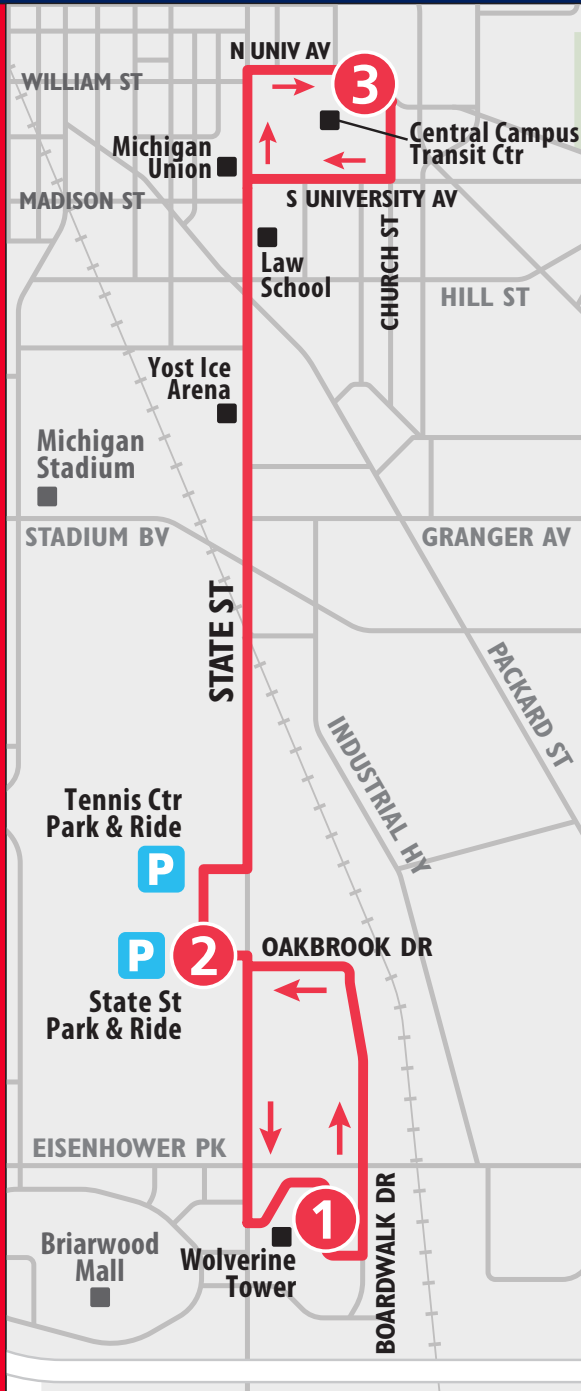 N UNIV AV
WILLIAM ST
3
Central Campus
Transit Ctr
Michigan
Union
MADISON ST
S UNIVERSITY AV
Law
School
CHURCH ST
HILL ST
Yost Ice
Arena
Michigan
Stadium
STADIUM BV
GRANGER AV
STATE ST
PACKARD ST
INDUSTRIAL HY
Tennis Ctr
Park & Ride
P
P
2
OAKBROOK DR
State St
Park & Ride
EISENHOWER PK
1
BOARDWALK DR
Briarwood
Mall
Wolverine
Tower